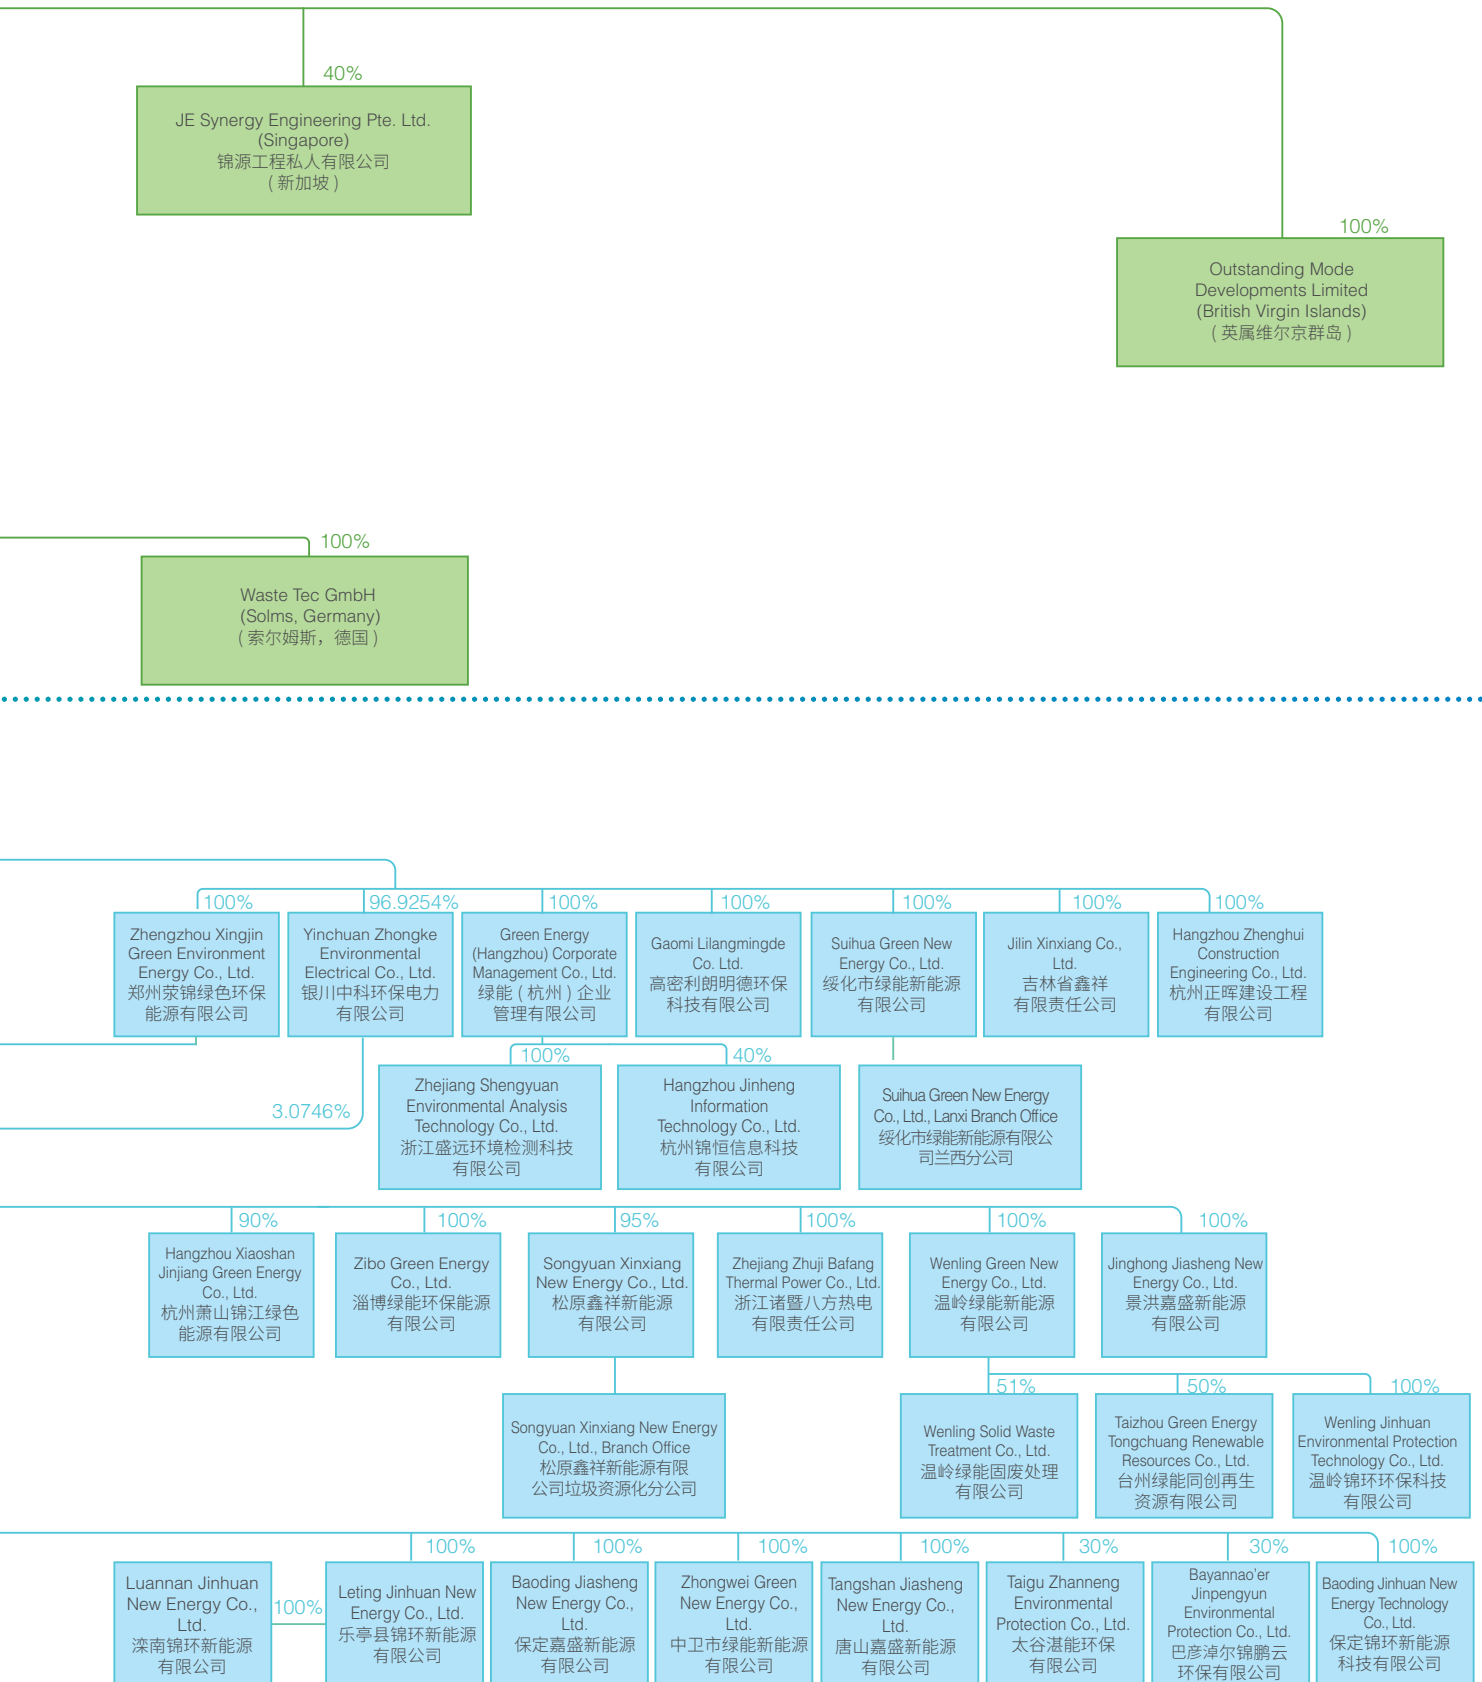 40%
JE Synergy Engineering Pte. Ltd.
(Singapore)
锦源工程私人有限公司
( 新加坡 )
100%
Outstanding Mode
Developments Limited
(British Virgin Islands)
( 英属维尔京群岛 )
100%
Waste Tec GmbH
(Solms, Germany)
( 索尔姆斯，德国 )
100%
Zhengzhou Xingjin
Green Environment
Energy Co., Ltd.
郑州荥锦绿色环保
能源有限公司
96.9254%
Yinchuan Zhongke
Environmental
Electrical Co., Ltd.
银川中科环保电力
有限公司
100%
Green Energy
(Hangzhou) Corporate
Management Co., Ltd.
绿能 ( 杭州 ) 企业
管理有限公司
100%
Gaomi Lilangmingde
Co. Ltd.
高密利朗明德环保
科技有限公司
100%
Suihua Green New
Energy Co., Ltd.
绥化市绿能新能源
有限公司
100%
Jilin Xinxiang Co.,
Ltd.
吉林省鑫祥
有限责任公司
100%
Hangzhou Zhenghui
Construction
Engineering Co., Ltd.
杭州正晖建设工程
有限公司
3.0746%
100%
Zhejiang Shengyuan
Environmental Analysis
Technology Co., Ltd.
浙江盛远环境检测科技
有限公司
40%
Hangzhou Jinheng
Information
Technology Co., Ltd.
杭州锦恒信息科技
有限公司
Suihua Green New Energy
Co., Ltd., Lanxi Branch Office
绥化市绿能新能源有限公
司兰西分公司
90%
Hangzhou Xiaoshan
Jinjiang Green Energy
Co., Ltd.
杭州萧山锦江绿色
能源有限公司
100%
Zibo Green Energy
Co., Ltd.
淄博绿能环保能源
有限公司
95%
Songyuan Xinxiang
New Energy Co., Ltd.
松原鑫祥新能源
有限公司
100%
Zhejiang Zhuji Bafang
Thermal Power Co., Ltd.
浙江诸暨八方热电
有限责任公司
100%
Wenling Green New
Energy Co., Ltd.
温岭绿能新能源
有限公司
100%
Jinghong Jiasheng New
Energy Co., Ltd.
景洪嘉盛新能源
有限公司
Songyuan Xinxiang New Energy
Co., Ltd., Branch Office
松原鑫祥新能源有限
公司垃圾资源化分公司
51%
Wenling Solid Waste
Treatment Co., Ltd.
温岭绿能固废处理
有限公司
50%
Taizhou Green Energy
Tongchuang Renewable
Resources Co., Ltd.
台州绿能同创再生
资源有限公司
100%
Wenling Jinhuan
Environmental Protection
Technology Co., Ltd.
温岭锦环环保科技
有限公司
Luannan Jinhuan
New Energy Co.,
Ltd.
滦南锦环新能源
有限公司
100%
100%
Leting Jinhuan New
Energy Co., Ltd.
乐亭县锦环新能源
有限公司
100%
Baoding Jiasheng
New Energy Co.,
Ltd.
保定嘉盛新能源
有限公司
100%
Zhongwei Green
New Energy Co.,
Ltd.
中卫市绿能新能源
有限公司
100%
Tangshan Jiasheng
New Energy Co.,
Ltd.
唐山嘉盛新能源
有限公司
30%
Taigu Zhanneng
Environmental
Protection Co., Ltd.
太谷湛能环保
有限公司
30%
Bayannao'er
Jinpengyun
Environmental
Protection Co., Ltd.
巴彦淖尔锦鹏云
环保有限公司
100%
Baoding Jinhuan New
Energy Technology
Co., Ltd.
保定锦环新能源
科技有限公司